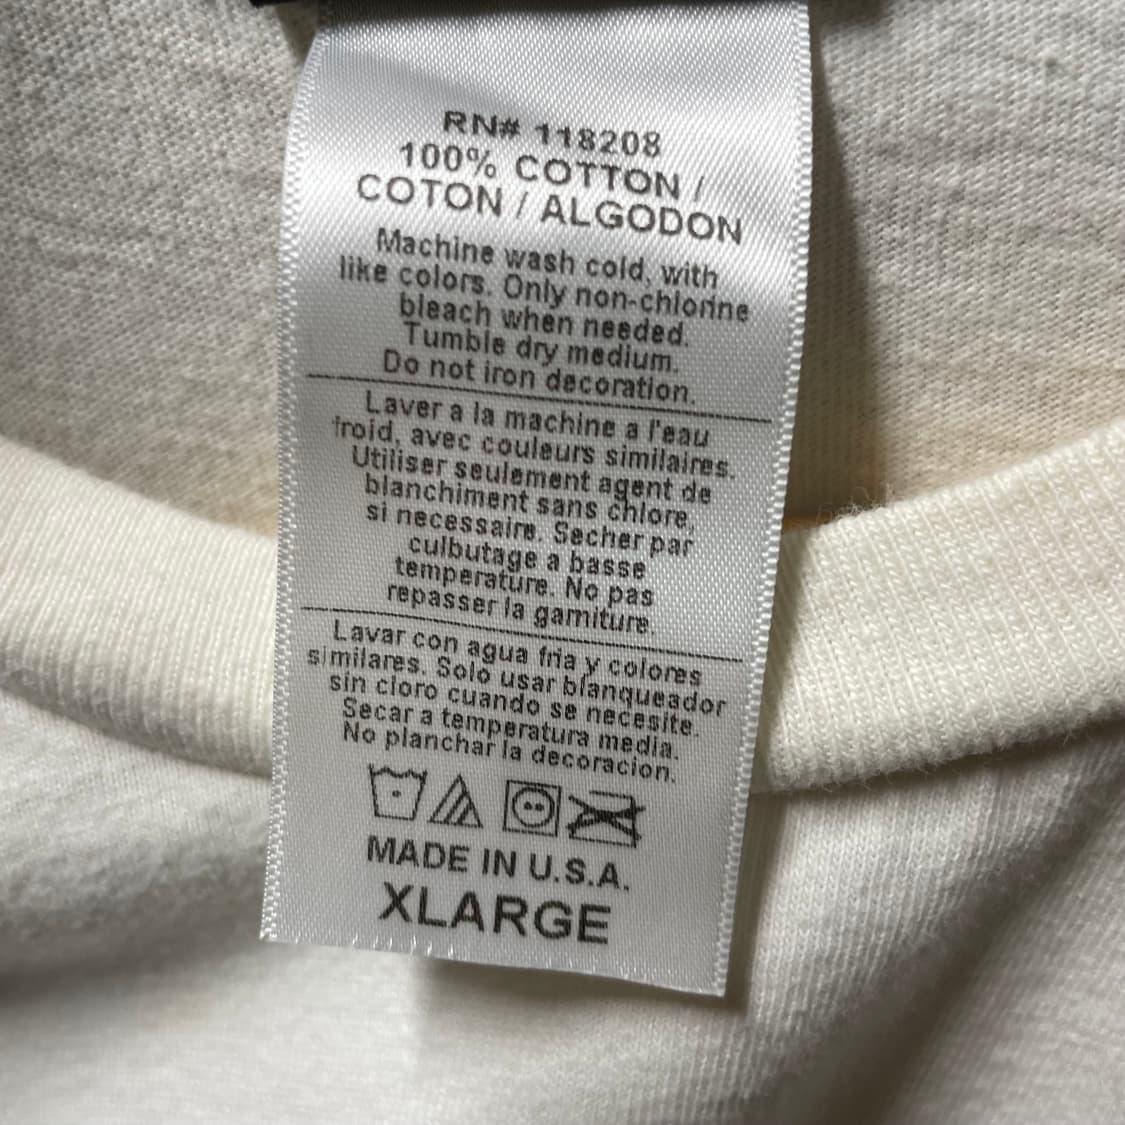 RN# 118208
100% COTTON /
COTON / ALGODON
Machine wash cold, with
like colors. Only non-chlorine
bleach when needed.
Tumble dry medium.
Do not iron decoration.
Laver a la machine a l'eau
froid, avec couleurs similaires.
Utiliser seulement agent de
blanchiment sans chlore,
si necessaire. Secher par
culbutage a basse
temperature. No pas
repasser la garniture.
Lavar con agua fria y colores
similares. Solo usar blanqueador
sin cloro cuando se necesite.
Secar a temperatura media.
No planchar la decoracion.
MADE IN U.S.A.
XLARGE